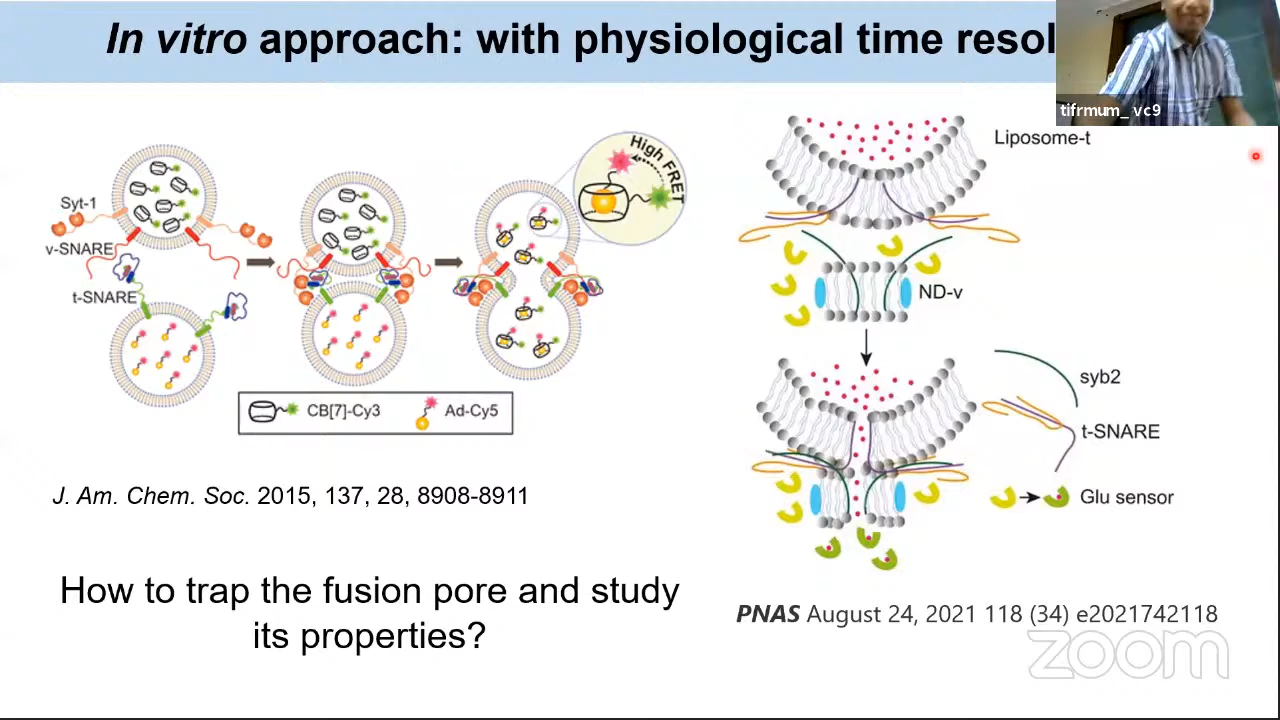 In vitro approach: with physiological time resol
tifrmum_ vc9
Liposome-t
High FRET
Syt-1
v-SNARE
t-SNARE
ND-v
CB[7]-Cy3
Ad-Cy5
syb2
t-SNARE
Glu sensor
J. Am. Chem. Soc. 2015, 137, 28, 8908-8911
How to trap the fusion pore and study
its properties?
PNAS August 24, 2021 118 (34) e2021742118
zoom